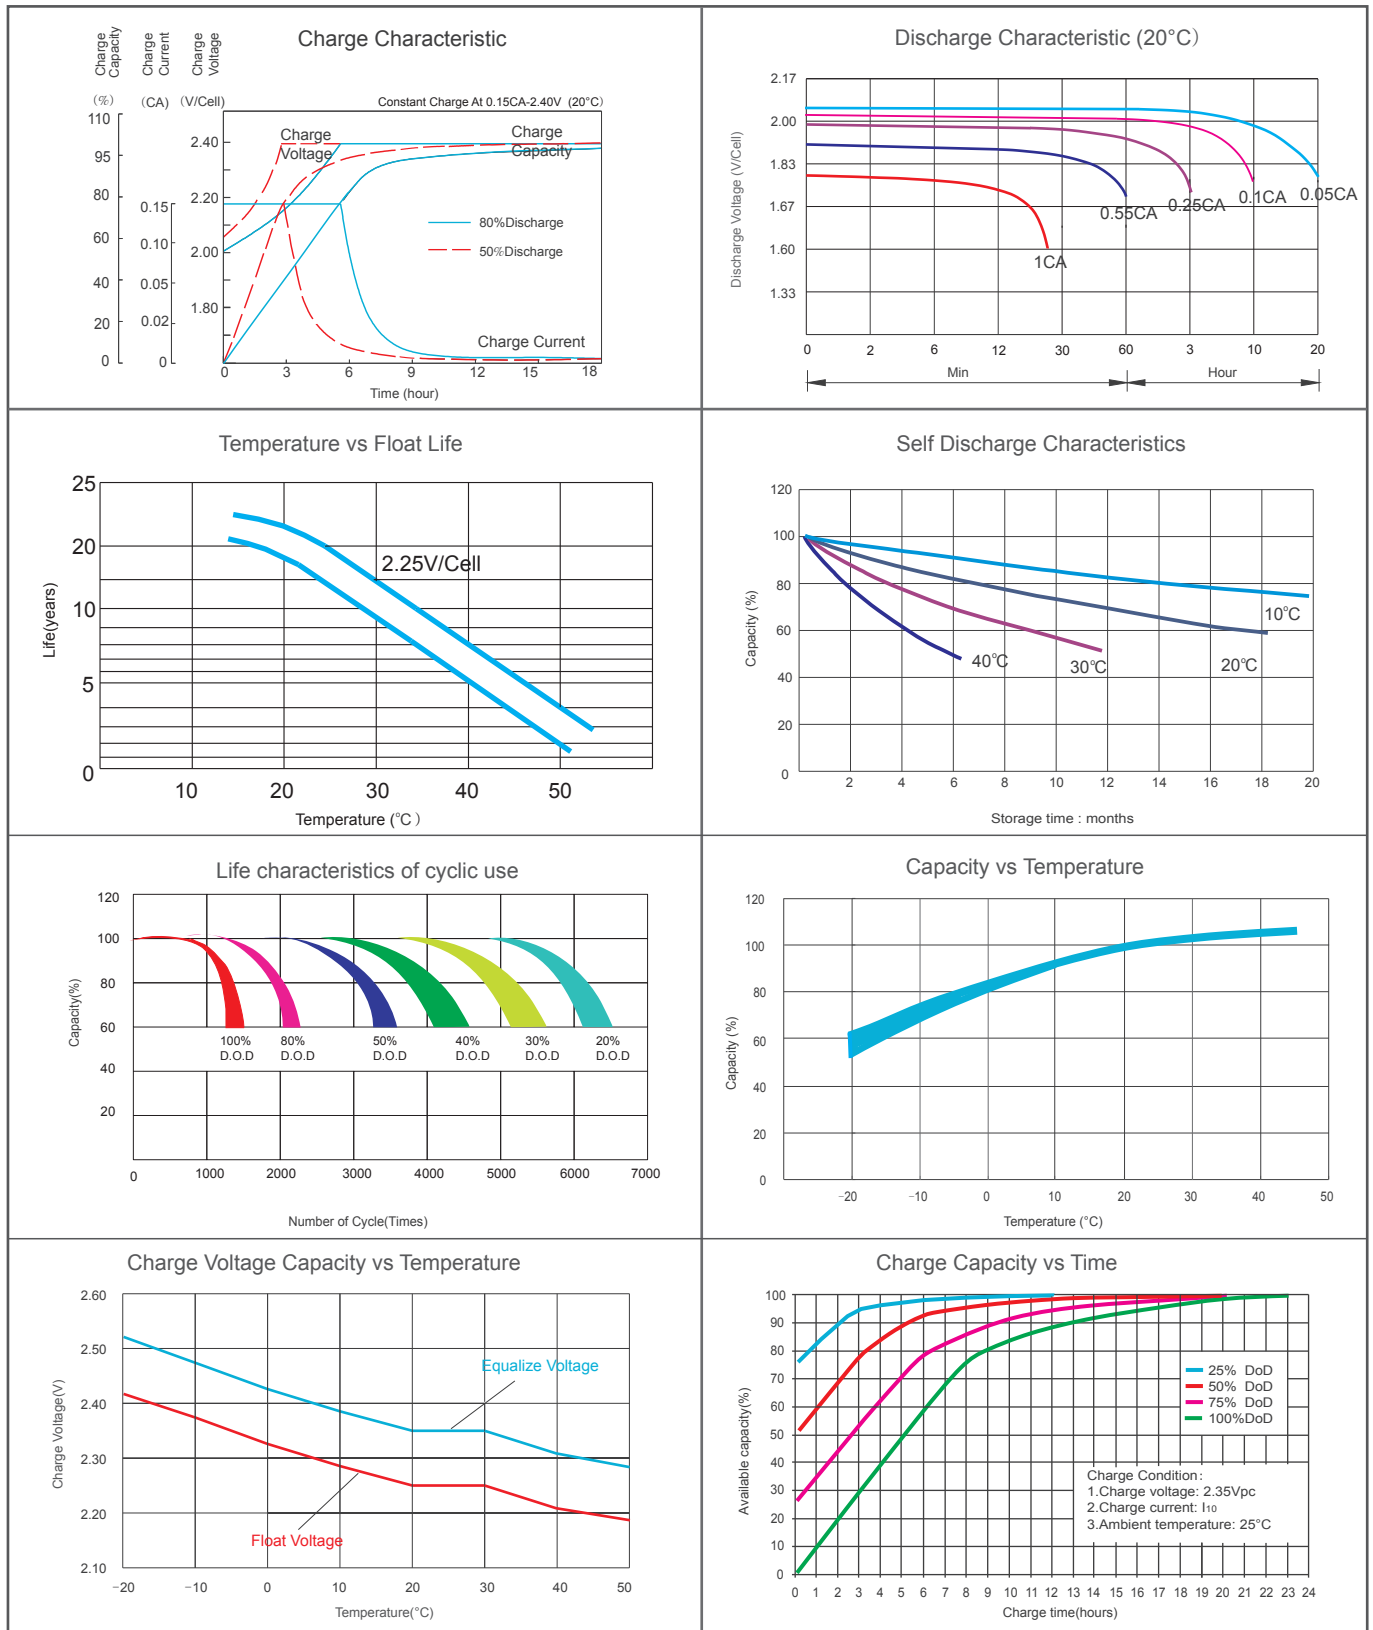 Charge Characteristic
Charge Capacity
Charge Current
Charge Voltage
(%)
(CA)
(V/Cell)
Constant Charge At 0.15CA-2.40V (20°C)
110
95
80
60
40
20
0
0.15
0.10
0.05
0.02
0
2.40
2.20
2.00
1.80
Charge
Voltage
Charge
Capacity
80%Discharge
50%Discharge
Charge Current
0 3 6 9 12 15 18
Time (hour)
Discharge Characteristic (20°C)
Discharge Voltage (V/Cell)
2.17
2.00
1.83
1.67
1.60
1.33
1CA
0.55CA
0.25CA
0.1CA
0.05CA
0 2 6 12 30 60 3 10 20
Min Hour
Temperature vs Float Life
Life(years)
25
20
10
5
0
2.25V/Cell
10 20 30 40 50
Temperature (°C)
Self Discharge Characteristics
Capacity (%)
120
100
80
60
40
20
0
40°C
30°C
20°C
10°C
2 4 6 8 10 12 14 16 18 20
Storage time : months
Life characteristics of cyclic use
Capacity(%)
120
100
80
60
40
20
100% 80% 50% 40% 30% 20%
D.O.D D.O.D D.O.D D.O.D D.O.D D.O.D
0 1000 2000 3000 4000 5000 6000 7000
Number of Cycle(Times)
Capacity vs Temperature
Capacity (%)
120
100
80
60
40
20
0
-20 -10 0 10 20 30 40 50
Temperature (°C)
Charge Voltage Capacity vs Temperature
Charge Voltage(V)
2.60
2.50
2.40
2.30
2.20
2.10
Equalize Voltage
Float Voltage
-20 -10 0 10 20 30 40 50
Temperature(°C)
Charge Capacity vs Time
Available capacity(%)
100
90
80
70
60
50
40
30
20
10
0
25% DoD
50% DoD
75% DoD
100%DoD
Charge Condition:
1.Charge voltage: 2.35Vpc
2.Charge current: I10
3.Ambient temperature: 25°C
0 1 2 3 4 5 6 7 8 9 10 11 12 13 14 15 16 17 18 19 20 21 22 23 24
Charge time(hours)